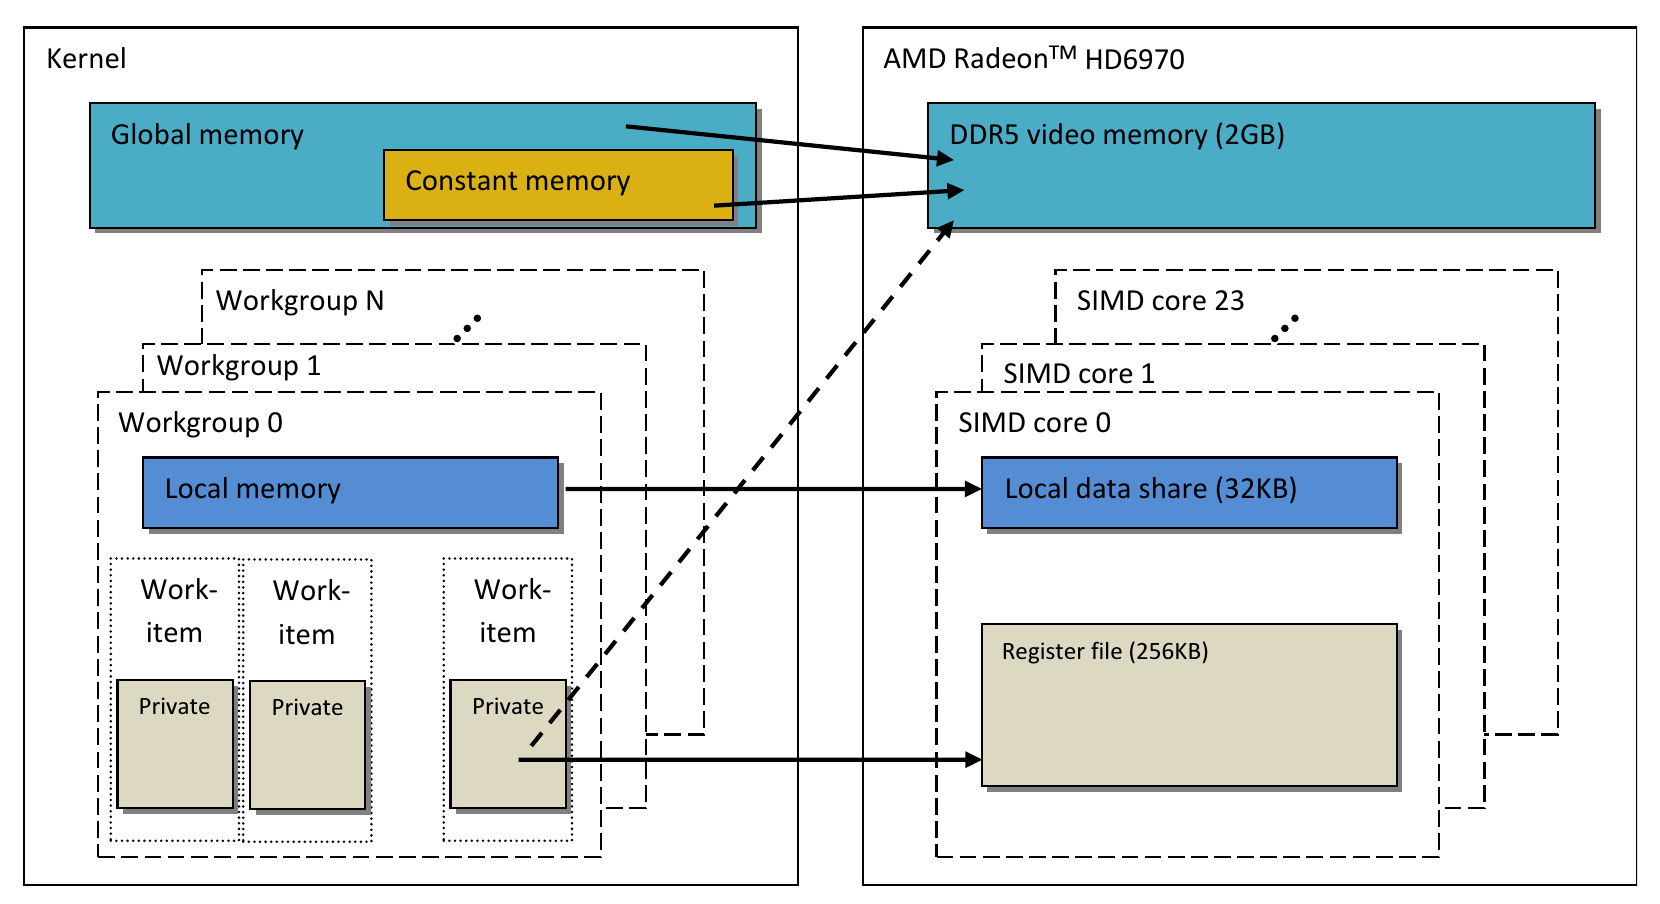 Kernel
Global memory
Constant memory
Workgroup N
Workgroup 1
Workgroup 0
Local memory
Work-
item
Work-
item
Work-
item
Private
Private
Private
AMD Radeon™ HD6970
DDR5 video memory (2GB)
SIMD core 23
SIMD core 1
SIMD core 0
Local data share (32KB)
Register file (256KB)